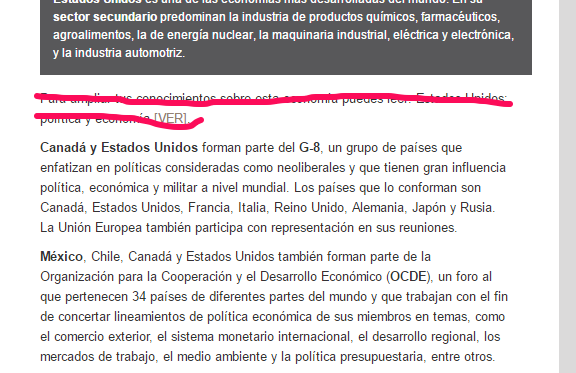 Estados Unidos es una de las economías más desarrolladas del mundo. En su
sector secundario predominan la industria de productos químicos, farmacéuticos,
agroalimentos, la de energía nuclear, la maquinaria industrial, eléctrica y electrónica,
y la industria automotriz.
Para ampliar tus conocimientos sobre esta economía puedes leer: Estados Unidos:
política y economía [VER].
Canadá y Estados Unidos forman parte del G-8, un grupo de países que
enfatizan en políticas consideradas como neoliberales y que tienen gran influencia
política, económica y militar a nivel mundial. Los países que lo conforman son
Canadá, Estados Unidos, Francia, Italia, Reino Unido, Alemania, Japón y Rusia.
La Unión Europea también participa con representación en sus reuniones.
México, Chile, Canadá y Estados Unidos también forman parte de la
Organización para la Cooperación y el Desarrollo Económico (OCDE), un foro al
que pertenecen 34 países de diferentes partes del mundo y que trabajan con el fin
de concertar lineamientos de política económica de sus miembros en temas, como
el comercio exterior, el sistema monetario internacional, el desarrollo regional, los
mercados de trabajo, el medio ambiente y la política presupuestaria, entre otros.